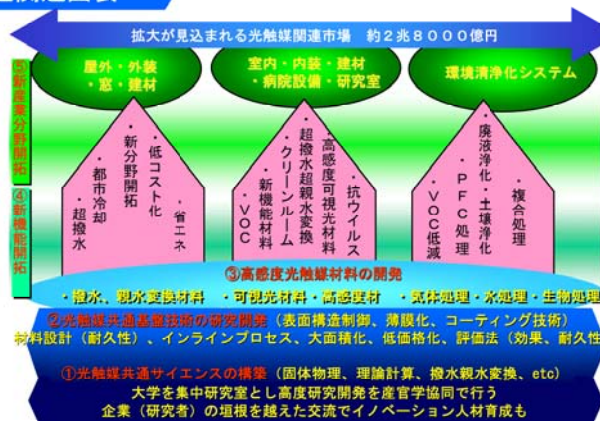 拡大が見込まれる光触媒関連市場 約2兆8000億円
⑤新産業分野開拓
屋外・外装
・窓・建材
室内・内装・建材
・病院設備・研究室
環境清浄化システム
④新機能開拓
・超撥水
・都市冷却
・新分野開拓
・低コスト化
・省エネ
・VOC
・新機能材料
・クリーンルーム
・超撥水超親水変換
・高感度可視光材料
・抗ウイルス
・VOC低減
・PFC処理
・廃液浄化・土壌浄化
・複合処理
③高感度光触媒材料の開発
・撥水、親水変換材料 ・可視光材料・高感度材 ・気体処理・水処理・生物処理
②光触媒共通基盤技術の研究開発(表面構造制御、薄膜化、コーティング技術)
材料設計(耐久性)、インラインプロセス、大面積化、低価格化、評価法(効果、耐久性
①光触媒共通サイエンスの構築(固体物理、理論計算、撥水親水変換、etc)
大学を集中研究室とし高度研究開発を産官学協同で行う
企業(研究者)の垣根を越えた交流でイノベーション人材育成も